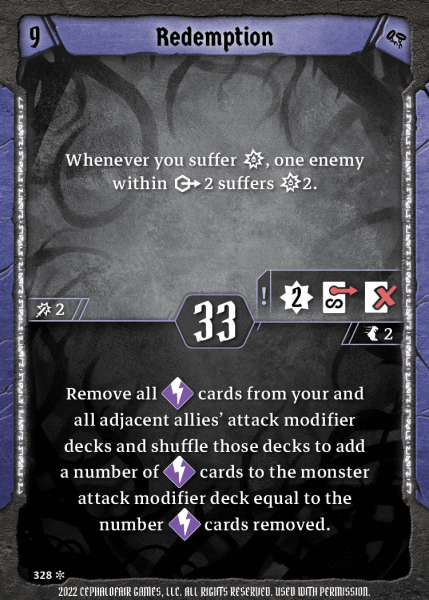 9
Redemption
Whenever you suffer , one enemy
within 2 suffers 2.
2
2
33
2
Remove all cards from your and
all adjacent allies' attack modifier
decks and shuffle those decks to add
a number of cards to the monster
attack modifier deck equal to the
number cards removed.
328
2022 CEPHALOFAIR GAMES, LLC. ALL RIGHTS RESERVED. USED WITH PERMISSION.